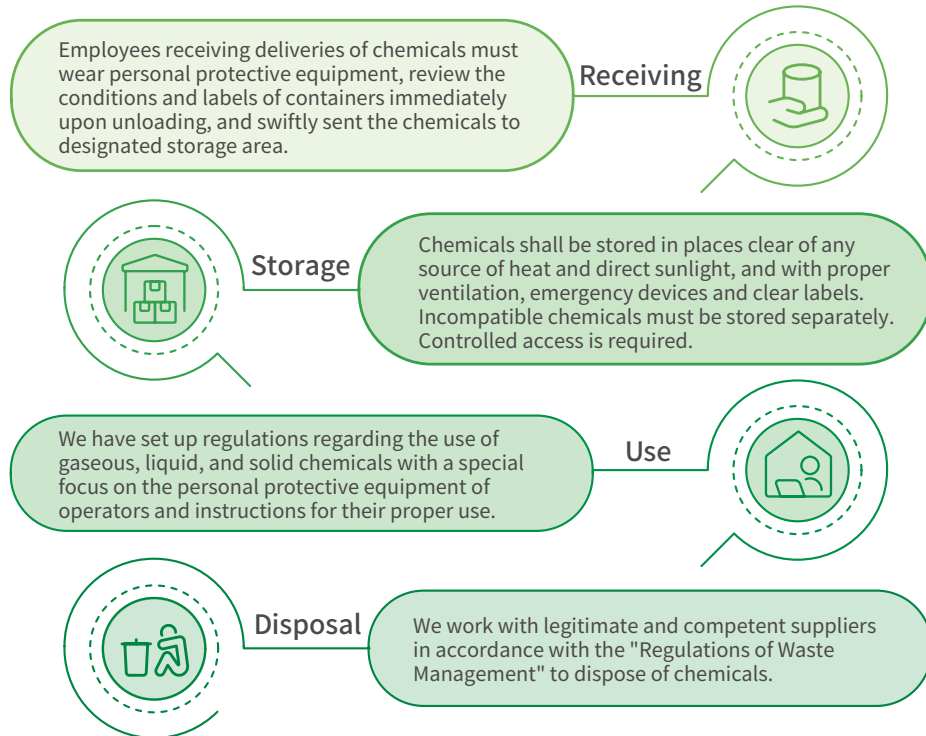 Employees receiving deliveries of chemicals must
wear personal protective equipment, review the
conditions and labels of containers immediately
upon unloading, and swiftly sent the chemicals to
designated storage area.
Receiving
Storage
Chemicals shall be stored in places clear of any
source of heat and direct sunlight, and with proper
ventilation, emergency devices and clear labels.
Incompatible chemicals must be stored separately.
Controlled access is required.
We have set up regulations regarding the use of
gaseous, liquid, and solid chemicals with a special
focus on the personal protective equipment of
operators and instructions for their proper use.
Use
Disposal
We work with legitimate and competent suppliers
in accordance with the "Regulations of Waste
Management" to dispose of chemicals.